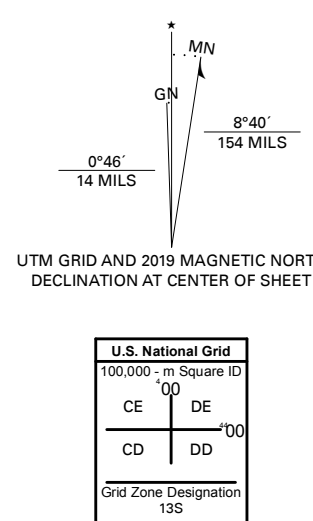 ★
MN
GN
8°40´
154 MILS
0°46´
14 MILS
UTM GRID AND 2019 MAGNETIC NORT
DECLINATION AT CENTER OF SHEET
U.S. National Grid
100,000 - m Square ID
⁴00
CE DE
⁴⁴00
CD DD
Grid Zone Designation
13S